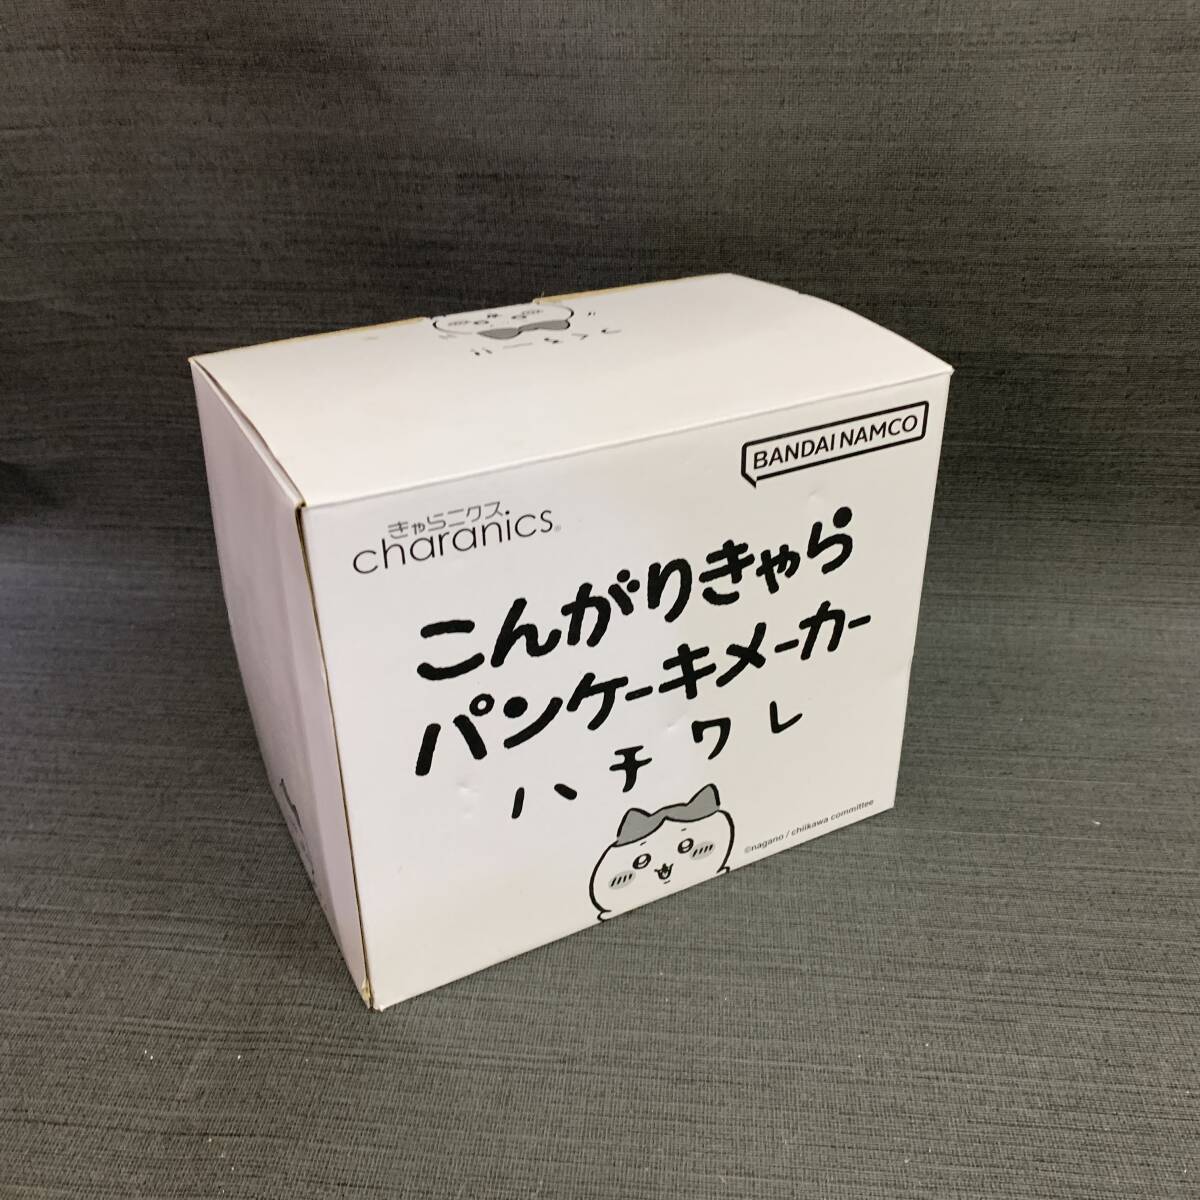 BANDAI NAMCO
きゃらニクス
charanics®
こんがりきゃら
パンケーキメーカー
ハチワレ
©nagano / chiikawa committee